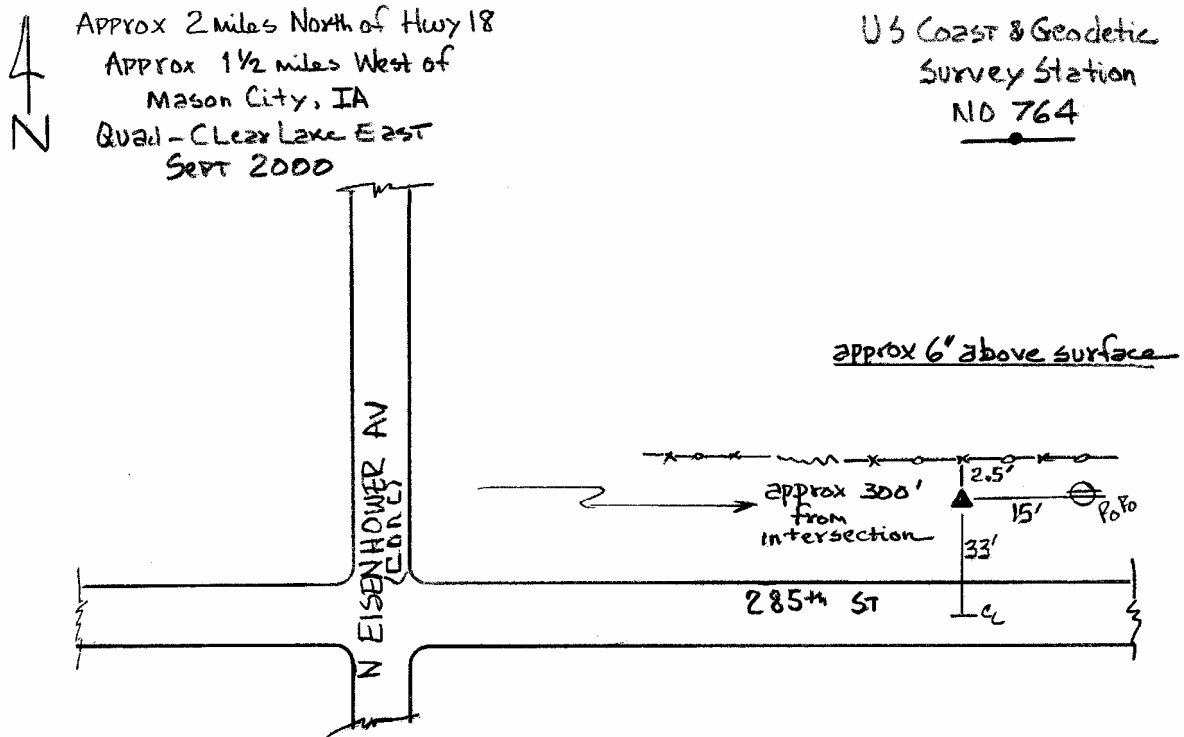 Approx 2 miles North of Hwy 18
Approx 1½ miles West of
Mason City, IA
Quad - Clear Lake East
Sept 2000
N
U S Coast & Geodetic
Survey Station
NO 764
approx 6" above surface
2.5'
approx 300'
from
intersection
15'
PoPo
33'
N EISENHOWER AV
(CONC)
285th ST
CL